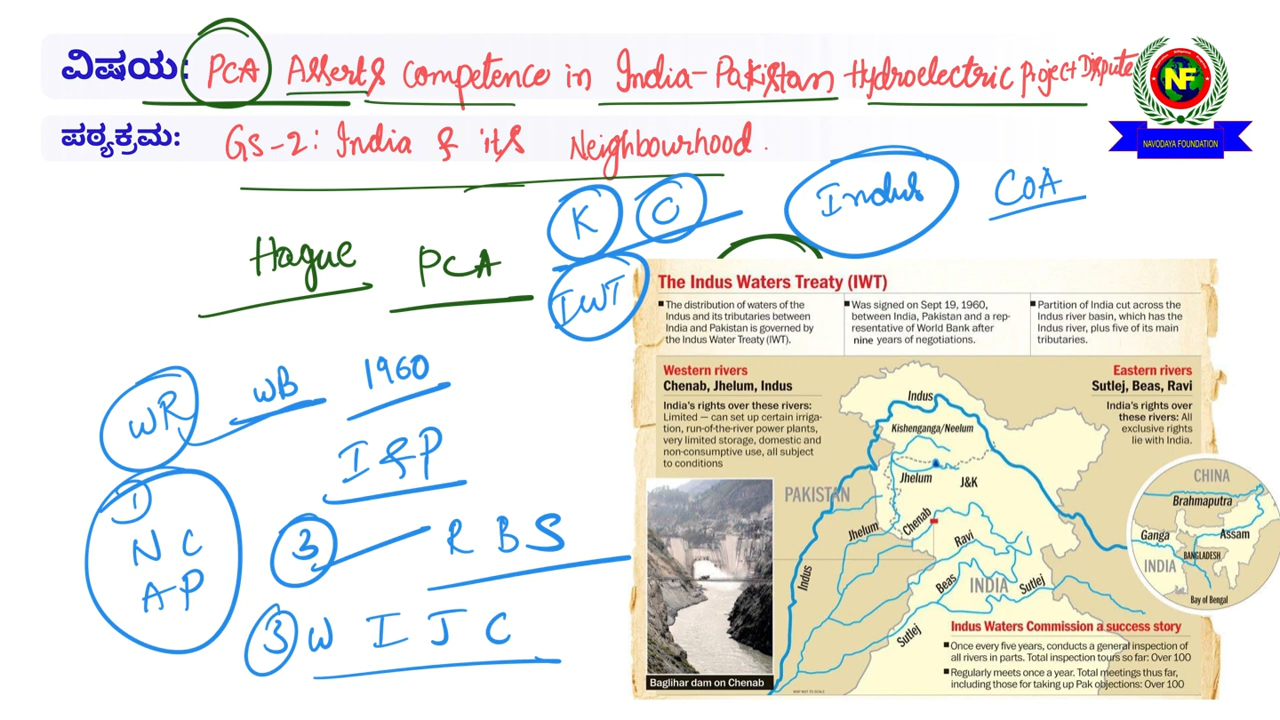 ವಿಷಯ: PCA Asserts competence in India-Pakistan Hydroelectric project Dispute
ಪಠ್ಯಕ್ರಮ: GS-2: India & its Neighbourhood.
NF
NAVODAYA FOUNDATION
K C Indus COA
Hague PCA IWT
WR WB 1960
I & P
3 R B S
I
N C
A-P
3 W I J C
The Indus Waters Treaty (IWT)
The distribution of waters of the
Indus and its tributaries between
India and Pakistan is governed by
the Indus Water Treaty (IWT).
Was signed on Sept 19, 1960,
between India, Pakistan and a rep-
resentative of World Bank after
nine years of negotiations.
Partition of India cut across the
Indus river basin, which has the
Indus river, plus five of its main
tributaries.
Western rivers
Chenab, Jhelum, Indus
India's rights over these rivers:
Limited — can set up certain irriga-
tion, run-of-the-river power plants,
very limited storage, domestic and
non-consumptive use, all subject
to conditions
Eastern rivers
Sutlej, Beas, Ravi
India's rights over
these rivers: All
exclusive rights
lie with India.
Indus
Kishenganga/Neelum
Jhelum
J&K
PAKISTAN
Jhelum
Chenab
Ravi
Indus
Beas
INDIA
Sutlej
Sutlej
CHINA
Brahmaputra
Ganga
Assam
BANGLADESH
INDIA
Bay of Bengal
Indus Waters Commission a success story
Once every five years, conducts a general inspection
of all rivers in parts. Total inspection tours so far: Over 100
Regularly meets once a year. Total meetings thus far,
including those for taking up Pak objections: Over 100
Baglihar dam on Chenab
MAP NOT TO SCALE